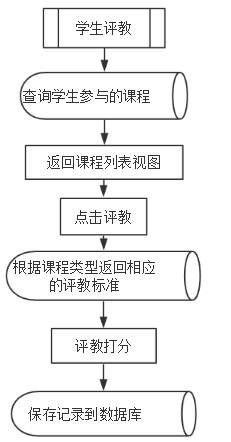 学生评教
查询学生参与的课程
返回课程列表视图
点击评教
根据课程类型返回相应
的评教标准
评教打分
保存记录到数据库